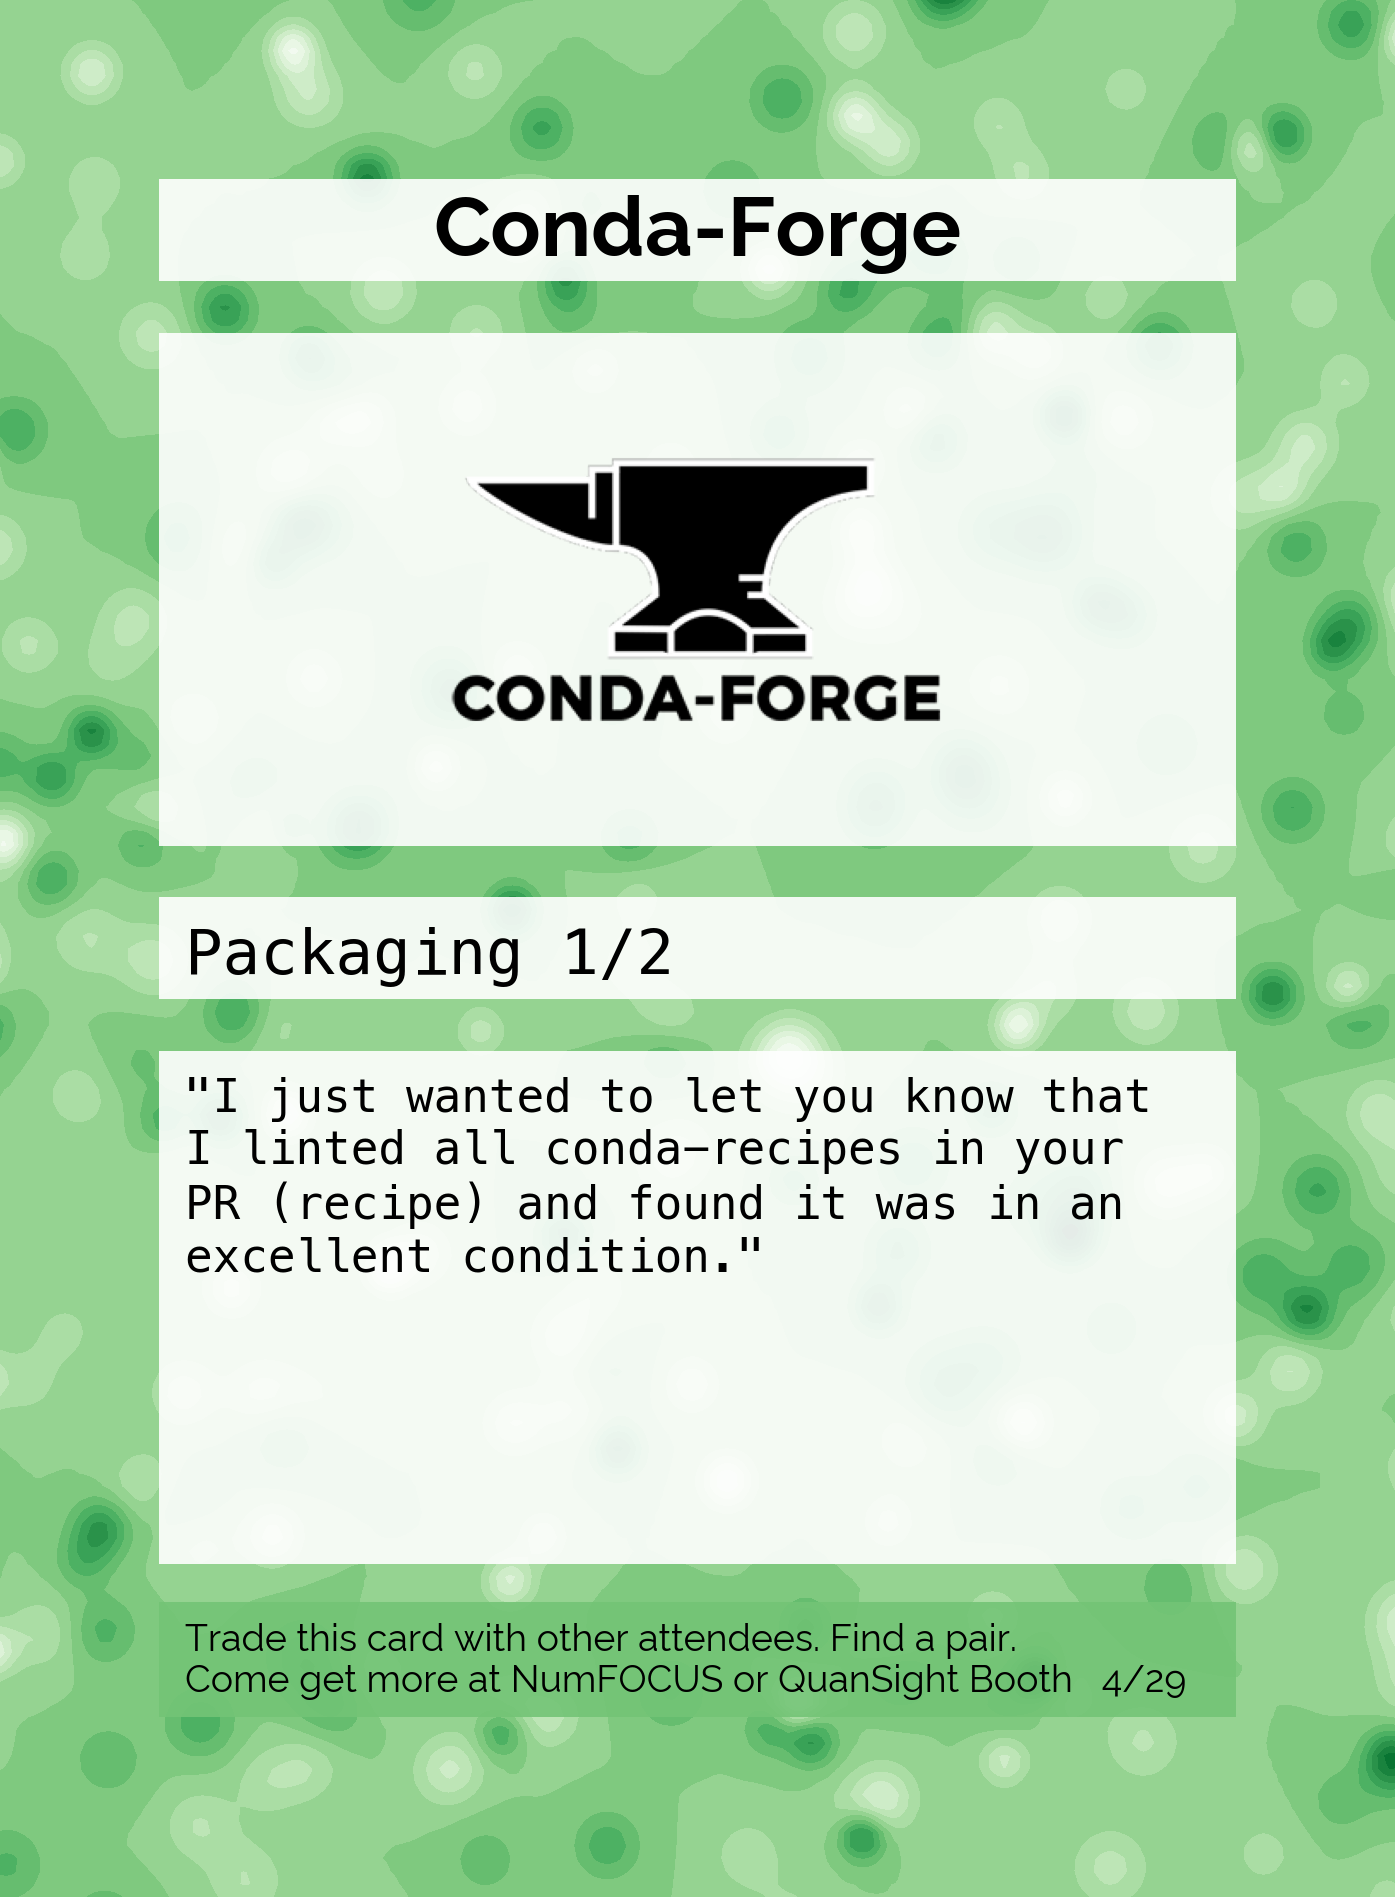 Conda-Forge
CONDA-FORGE
Packaging 1/2
"I just wanted to let you know that
I linted all conda-recipes in your
PR (recipe) and found it was in an
excellent condition."
Trade this card with other attendees. Find a pair.
Come get more at NumFOCUS or QuanSight Booth 4/29